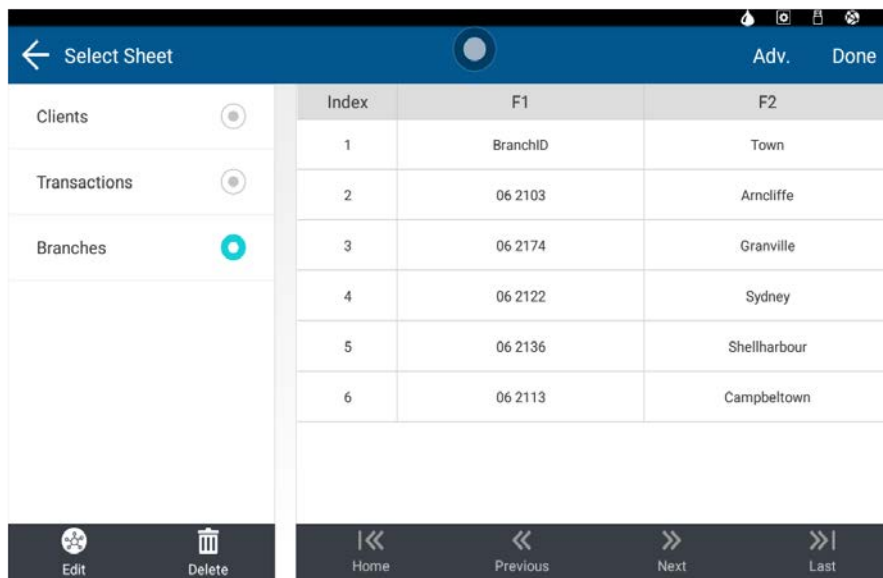 Select Sheet
Adv.
Done
Clients
Transactions
Branches
Index F1 F2
1 BranchID Town
2 06 2103 Arncliffe
3 06 2174 Granville
4 06 2122 Sydney
5 06 2136 Shellharbour
6 06 2113 Campbeltown
Edit
Delete
Home
Previous
Next
Last